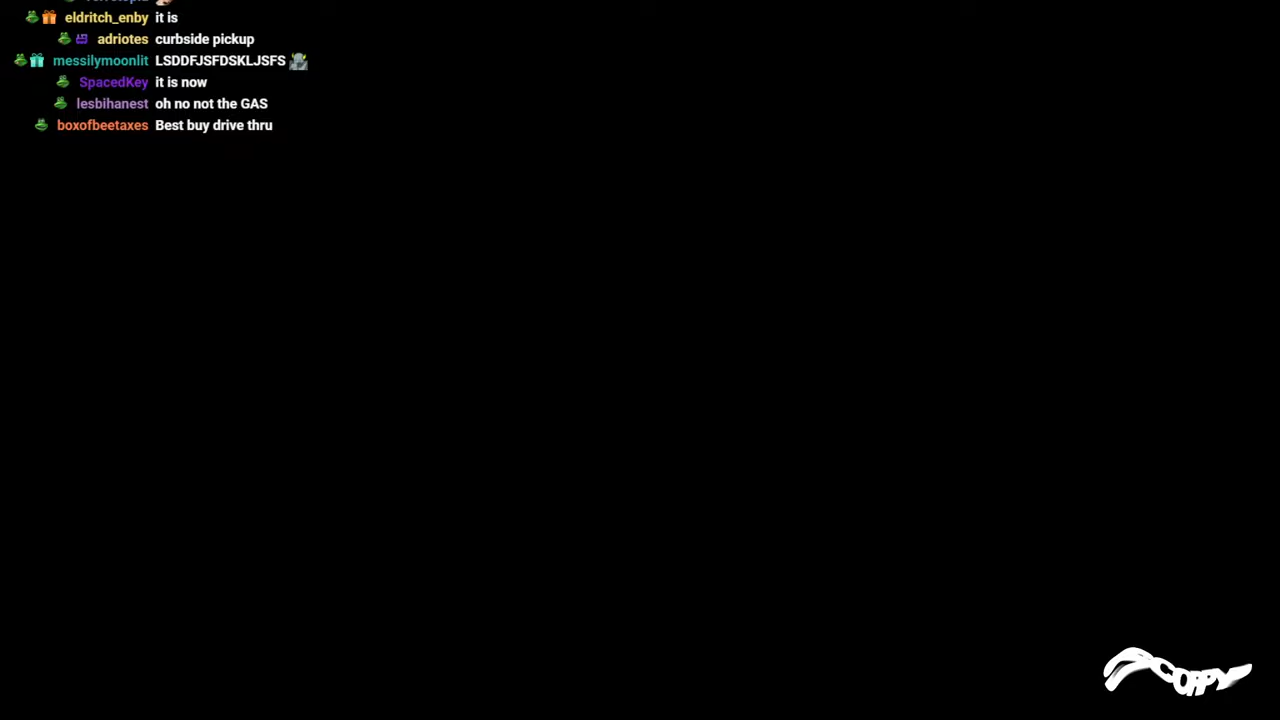 eldritch_enby it is
adriotes curbside pickup
messilymoonlit LSDDFJSFDSKLJSFS
SpacedKey it is now
lesbihanest oh no not the GAS
boxofbeetaxes Best buy drive thru